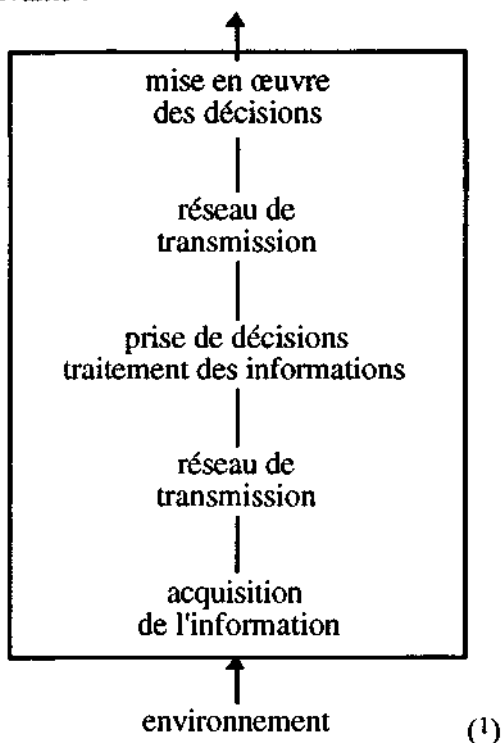 mise en œuvre
des décisions
réseau de
transmission
prise de décisions
traitement des informations
réseau de
transmission
acquisition
de l'information
environnement
(1)